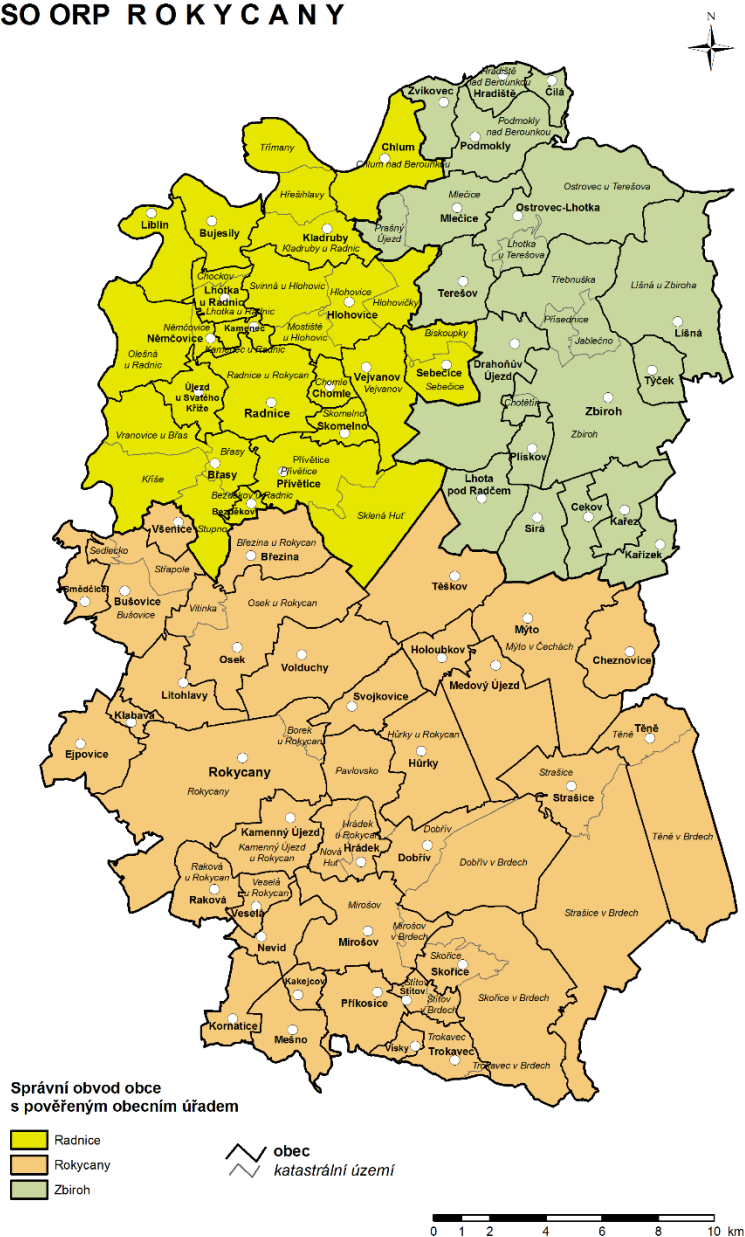 SO ORP ROKYCANY
N
Hradiště
nad Berounkou
Hradiště
Čilá
Zvíkovec
Podmokly
nad Berounkou
Podmokly
Chlum
Chlum nad Berounkou
Třímany
Hřešihlavy
Ostrovec u Terešova
Mlečice
Mlečice
Ostrovec-Lhotka
Prašný
Újezd
Lhotka
u Terešova
Liblín
Bujesily
Kladruby
Kladruby u Radnic
Chockov
Lhotka
u Radnic
Lhotka u Radnic
Svinná u Hlohovic
Hlohovice
Hlohovice
Hlohovičky
Terešov
Třebnuška
Lišná u Zbiroha
Lišná
Přísednice
Jablečno
Němčovice
Němčovice
Kamenec
Kamenec u Radnic
Mostiště
u Hlohovic
Olešná
u Radnic
Biskoupky
Sebečice
Sebečice
Drahoňův
Újezd
Vejvanov
Vejvanov
Radnice u Rokycan
Radnice
Chomle
Chomle
Újezd
u Svatého
Kříže
Týček
Zbiroh
Zbiroh
Chotětín
Skomelno
Skomelno
Vranovice u Břas
Břasy
Břasy
Kříše
Přívětice
Přívětice
Přívětice
Plískov
Bezděkov u Radnic
Bezděkov
Sklená Huť
Stupno
Lhota
pod Radčem
Sirá
Cekov
Kařez
Kařízek
Všenice
Březina u Rokycan
Březina
Sedlecko
Střapole
Smědčice
Bušovice
Bušovice
Vitinka
Osek u Rokycan
Osek
Těškov
Mýto
Mýto v Čechách
Cheznovice
Holoubkov
Medový Újezd
Volduchy
Litohlavy
Svojkovice
Klabava
Ejpovice
Borek
u Rokycan
Hůrky u Rokycan
Hůrky
Těně
Těně
Rokycany
Rokycany
Pavlovsko
Strašice
Strašice
Těně v Brdech
Kamenný Újezd
Kamenný Újezd
u Rokycan
Hrádek
u Rokycan
Nová
Huť
Hrádek
Dobřív
Dobřív
Dobřív v Brdech
Raková
u Rokycan
Raková
Veselá
u Rokycan
Veselá
Nevid
Mirošov
Mirošov
Mirošov
v Brdech
Strašice v Brdech
Skořice
Skořice
Skořice v Brdech
Kakejcov
Příkosice
Štítov
Štítov
Štítov
v Brdech
Kornatice
Mešno
Vísky
Trokavec
Trokavec
Trokavec v Brdech
Správní obvod obce
s pověřeným obecním úřadem
Radnice
Rokycany
Zbiroh
obec
katastrální území
0 1 2 4 6 8 10 km